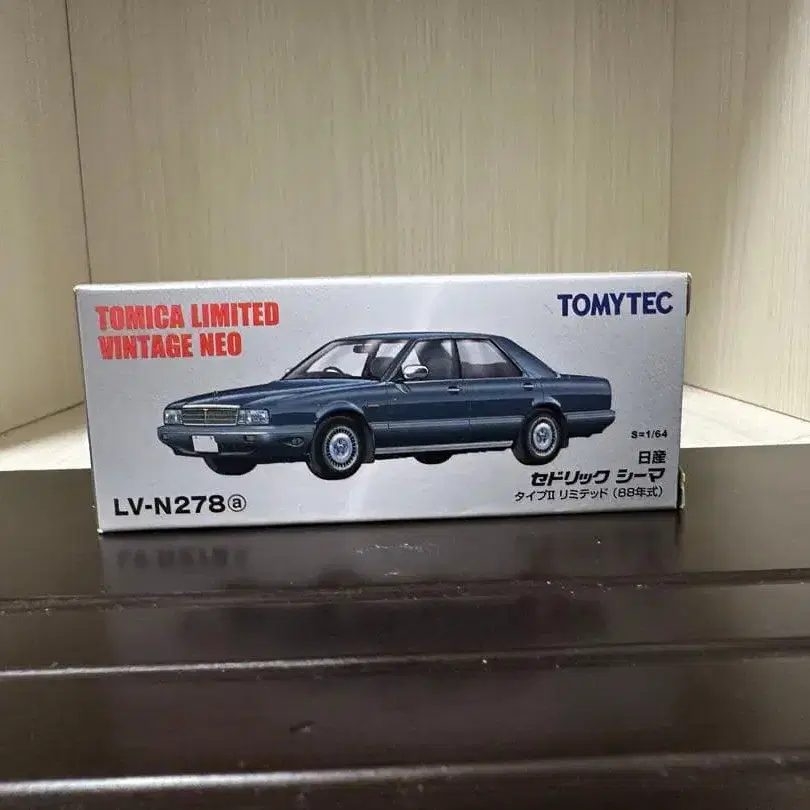 TOMICA LIMITED
VINTAGE NEO
TOMYTEC
S=1/64
日産
セドリック シーマ
タイプII リミテッド (88年式)
LV-N278ⓐ